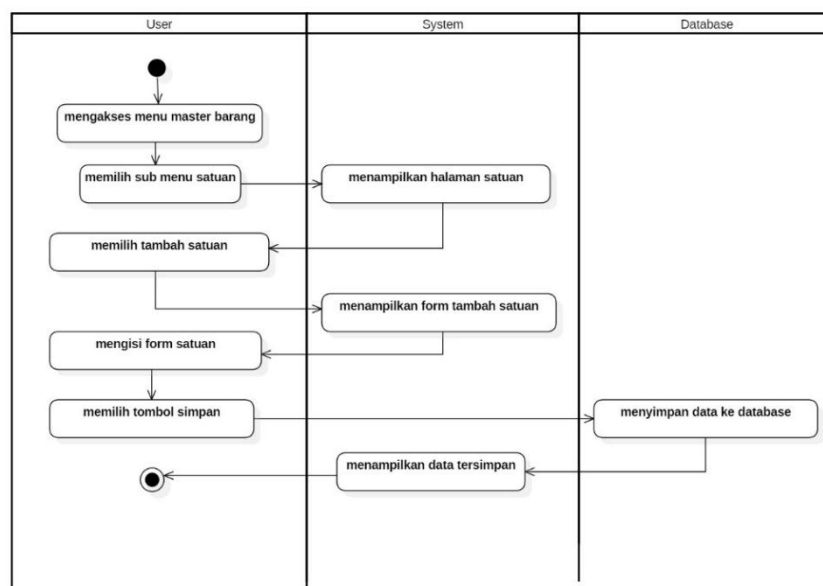 User
System
Database
mengakses menu master barang
memilih sub menu satuan
menampilkan halaman satuan
memilih tambah satuan
menampilkan form tambah satuan
mengisi form satuan
memilih tombol simpan
menyimpan data ke database
menampilkan data tersimpan